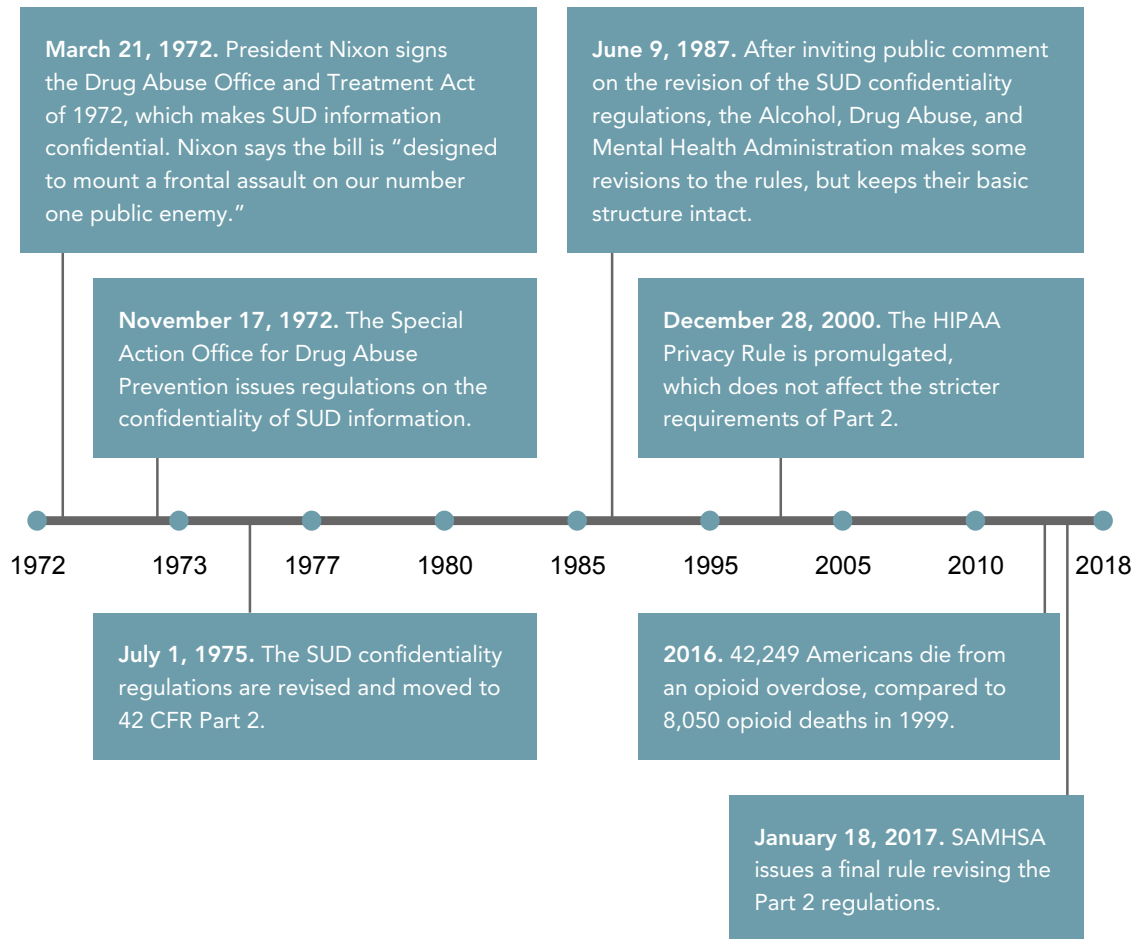 March 21, 1972. President Nixon signs
the Drug Abuse Office and Treatment Act
of 1972, which makes SUD information
confidential. Nixon says the bill is “designed
to mount a frontal assault on our number
one public enemy.”
June 9, 1987. After inviting public comment
on the revision of the SUD confidentiality
regulations, the Alcohol, Drug Abuse, and
Mental Health Administration makes some
revisions to the rules, but keeps their basic
structure intact.
November 17, 1972. The Special
Action Office for Drug Abuse
Prevention issues regulations on the
confidentiality of SUD information.
December 28, 2000. The HIPAA
Privacy Rule is promulgated,
which does not affect the stricter
requirements of Part 2.
1972 1973 1977 1980 1985 1995 2005 2010 2018
July 1, 1975. The SUD confidentiality
regulations are revised and moved to
42 CFR Part 2.
2016. 42,249 Americans die from
an opioid overdose, compared to
8,050 opioid deaths in 1999.
January 18, 2017. SAMHSA
issues a final rule revising the
Part 2 regulations.